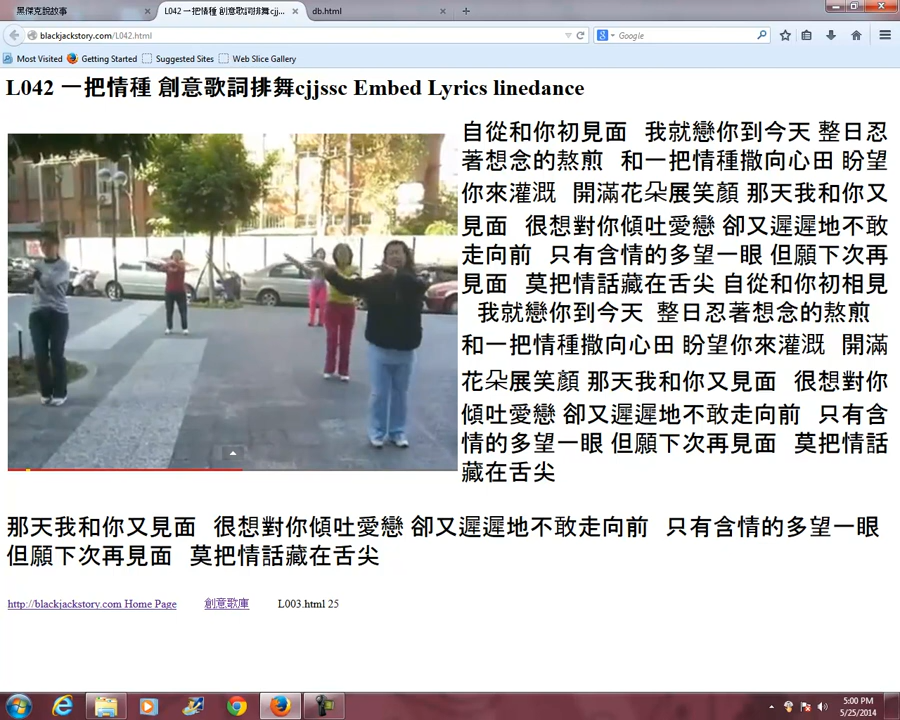 黑傑克說故事
L042 一把情種 創意歌詞排舞cjj...
db.html
blackjackstory.com/L042.html
Google
Most Visited
Getting Started
Suggested Sites
Web Slice Gallery
L042 一把情種 創意歌詞排舞cjjssc Embed Lyrics linedance
自從和你初見面 我就戀你到今天 整日忍
著想念的熬煎 和一把情種撒向心田 盼望
你來灌溉 開滿花朵展笑顏 那天我和你又
見面 很想對你傾吐愛戀 卻又遲遲地不敢
走向前 只有含情的多望一眼 但願下次再
見面 莫把情話藏在舌尖 自從和你初相見
我就戀你到今天 整日忍著想念的熬煎
和一把情種撒向心田 盼望你來灌溉 開滿
花朵展笑顏 那天我和你又見面 很想對你
傾吐愛戀 卻又遲遲地不敢走向前 只有含
情的多望一眼 但願下次再見面 莫把情話
藏在舌尖
那天我和你又見面 很想對你傾吐愛戀 卻又遲遲地不敢走向前 只有含情的多望一眼
但願下次再見面 莫把情話藏在舌尖
http://blackjackstory.com Home Page 創意歌庫 L003.html 25
5:00 PM
5/25/2014